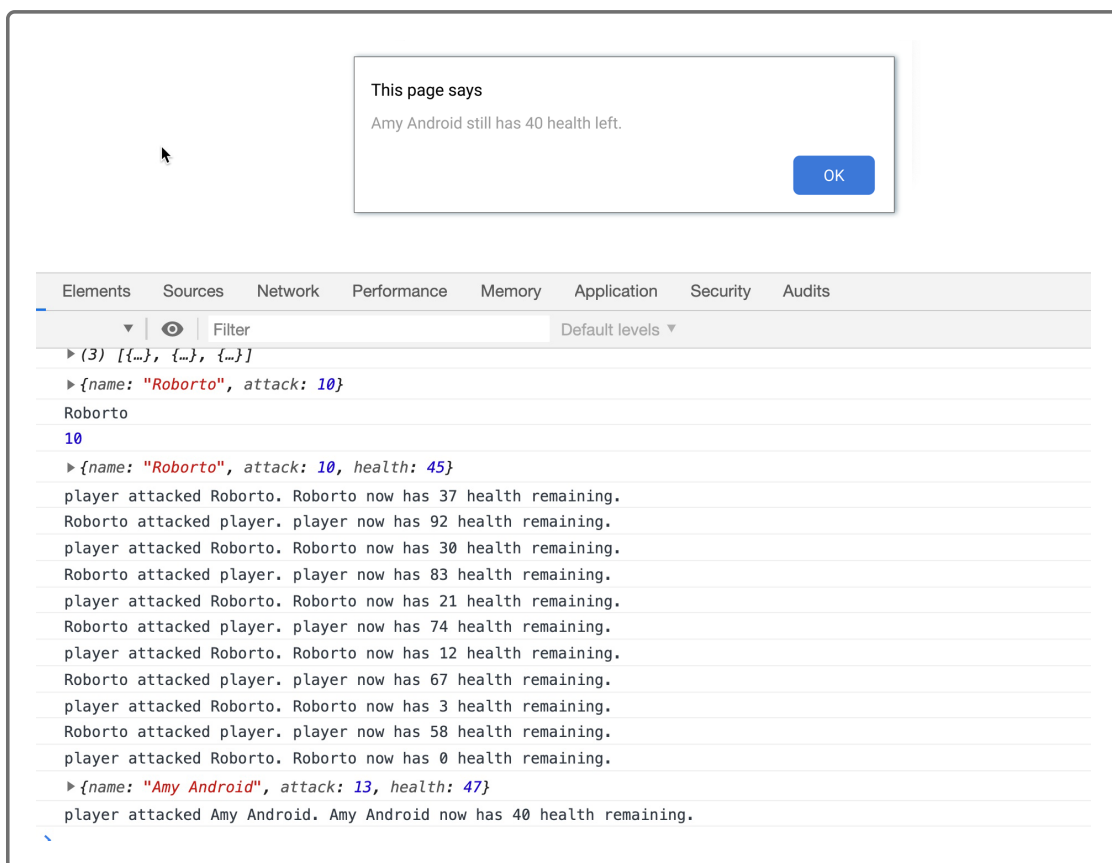 This page says
Amy Android still has 40 health left.
OK
Elements Sources Network Performance Memory Application Security Audits
Filter Default levels ▼
(3) [{…}, {…}, {…}]
{name: "Roborto", attack: 10}
Roborto
10
{name: "Roborto", attack: 10, health: 45}
player attacked Roborto. Roborto now has 37 health remaining.
Roborto attacked player. player now has 92 health remaining.
player attacked Roborto. Roborto now has 30 health remaining.
Roborto attacked player. player now has 83 health remaining.
player attacked Roborto. Roborto now has 21 health remaining.
Roborto attacked player. player now has 74 health remaining.
player attacked Roborto. Roborto now has 12 health remaining.
Roborto attacked player. player now has 67 health remaining.
player attacked Roborto. Roborto now has 3 health remaining.
Roborto attacked player. player now has 58 health remaining.
player attacked Roborto. Roborto now has 0 health remaining.
{name: "Amy Android", attack: 13, health: 47}
player attacked Amy Android. Amy Android now has 40 health remaining.